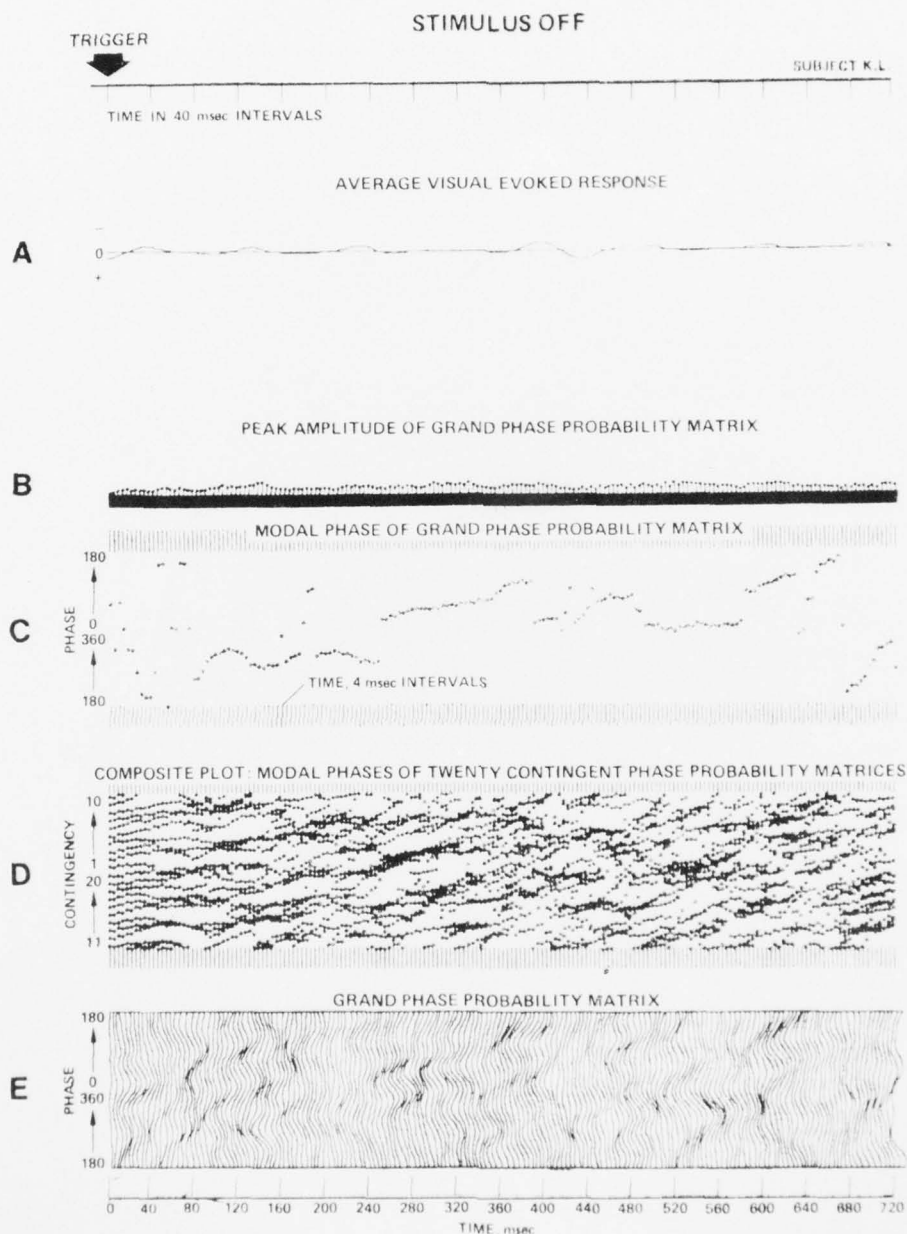 STIMULUS OFF
TRIGGER
SUBJECT K.L.
TIME IN 40 msec INTERVALS
AVERAGE VISUAL EVOKED RESPONSE
A
0
+
PEAK AMPLITUDE OF GRAND PHASE PROBABILITY MATRIX
B
MODAL PHASE OF GRAND PHASE PROBABILITY MATRIX
180
C
PHASE
0
360
180
TIME, 4 msec INTERVALS
COMPOSITE PLOT: MODAL PHASES OF TWENTY CONTINGENT PHASE PROBABILITY MATRICES
10
D
CONTINGENCY
1
20
11
GRAND PHASE PROBABILITY MATRIX
180
E
PHASE
0
360
180
0 40 80 120 160 200 240 280 320 360 400 440 480 520 560 600 640 680 720
TIME, msec